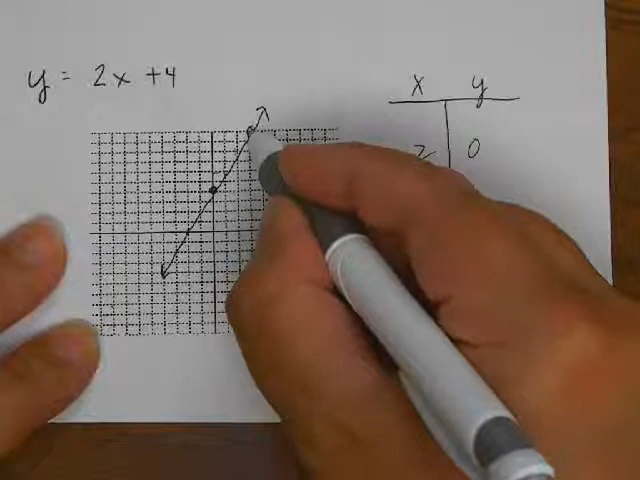 y = 2x +4
x y
2 0